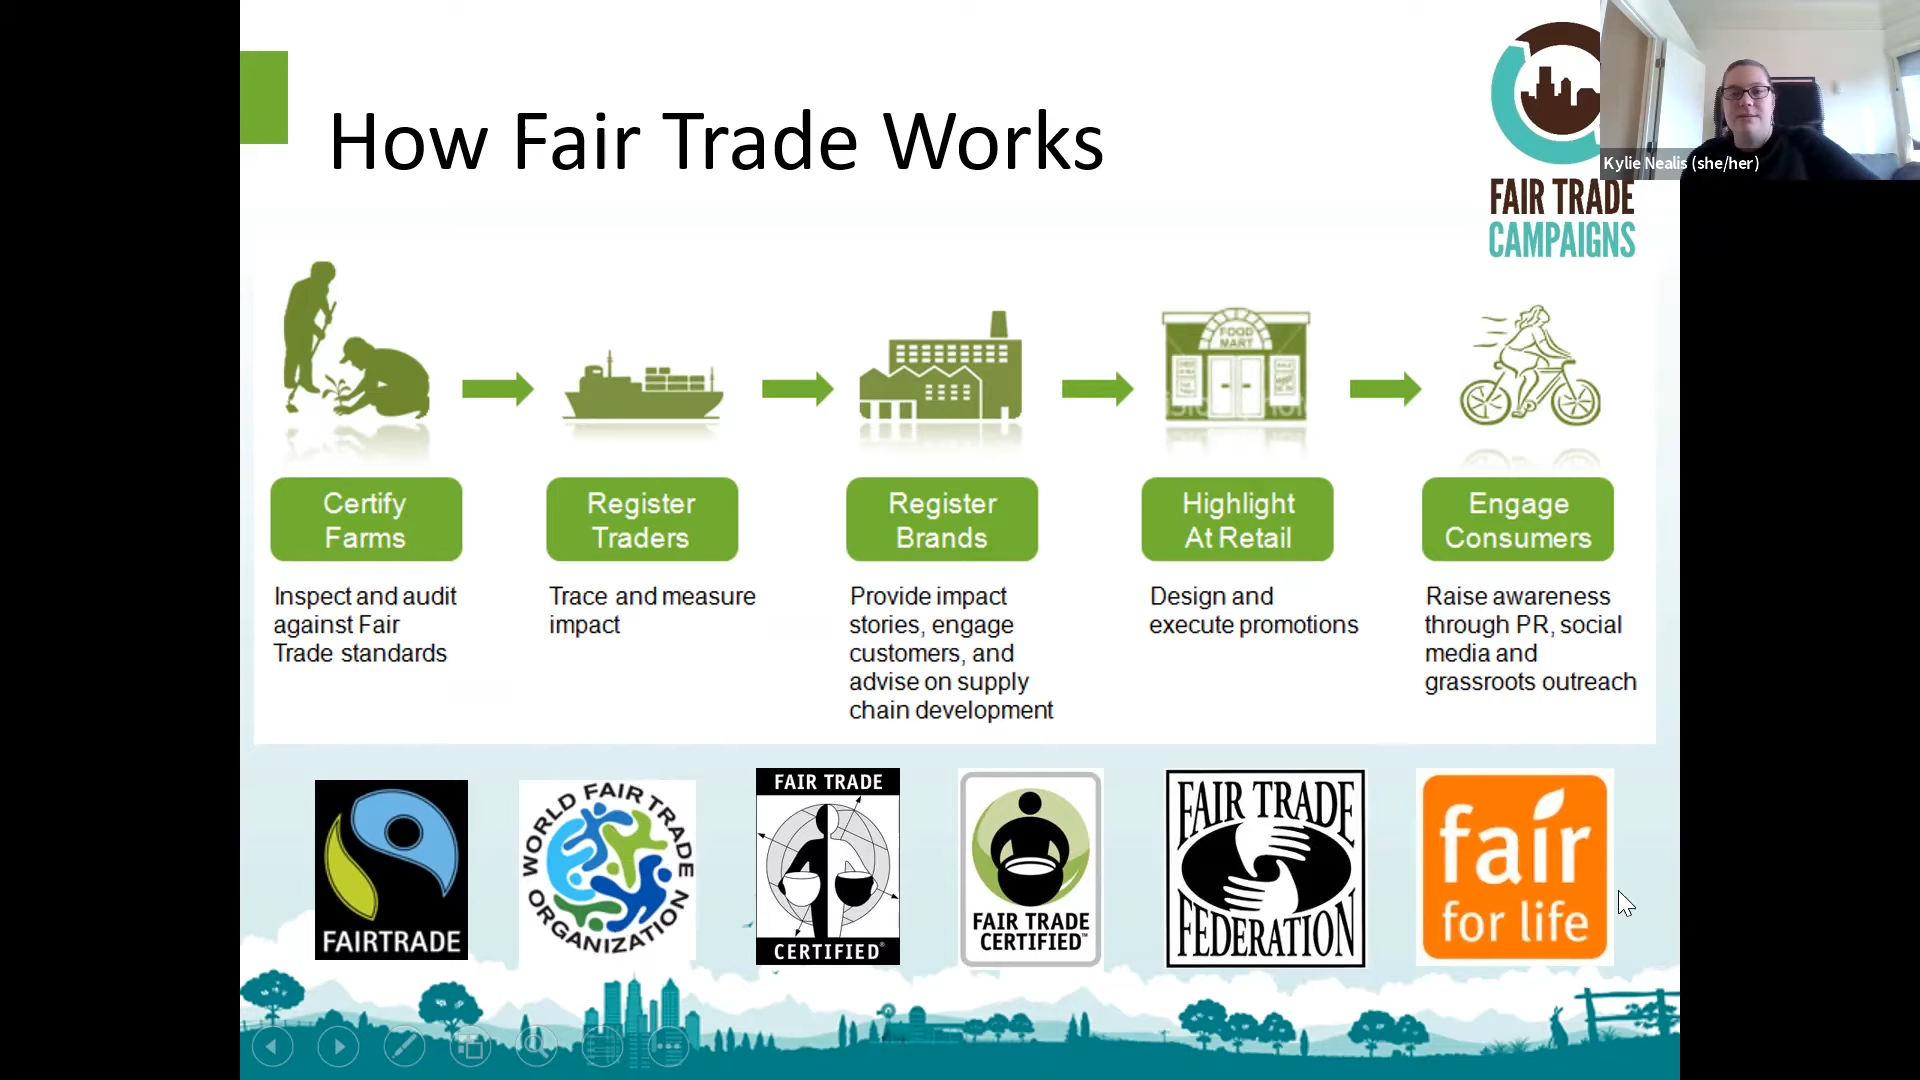 How Fair Trade Works
FAIR TRADE
CAMPAIGNS
Kylie Nealis (she/her)
FOOD
MART
Certify
Farms
Inspect and audit
against Fair
Trade standards
Register
Traders
Trace and measure
impact
Register
Brands
Provide impact
stories, engage
customers, and
advise on supply
chain development
Highlight
At Retail
Design and
execute promotions
Engage
Consumers
Raise awareness
through PR, social
media and
grassroots outreach
FAIRTRADE
WORLD FAIR TRADE
ORGANIZATION
FAIR TRADE
CERTIFIED®
FAIR TRADE
CERTIFIED™
FAIR TRADE
FEDERATION
fair
for life